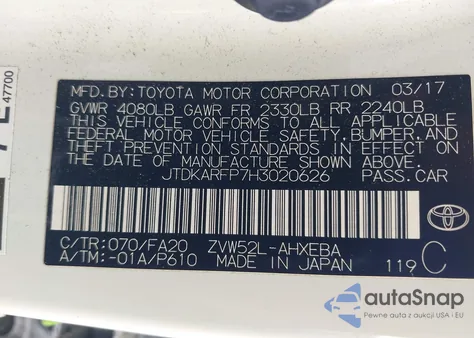 47700
MFD.BY: TOYOTA MOTOR CORPORATION 03/17
GVWR 4080LB GAWR FR 2330LB RR 2240LB
THIS VEHICLE CONFORMS TO ALL APPLICABLE
FEDERAL MOTOR VEHICLE SAFETY, BUMPER, AND
THEFT PREVENTION STANDARDS IN EFFECT ON
THE DATE OF MANUFACTURE SHOWN ABOVE.
JTDKARFP7H3020626 PASS.CAR
C/TR:070/FA20 ZVW52L-AHXEBA
A/TM:-01A/P610 MADE IN JAPAN 119 C
TOYOTA
autoSnap
Pewny zakup auta z aukcji USA i EU